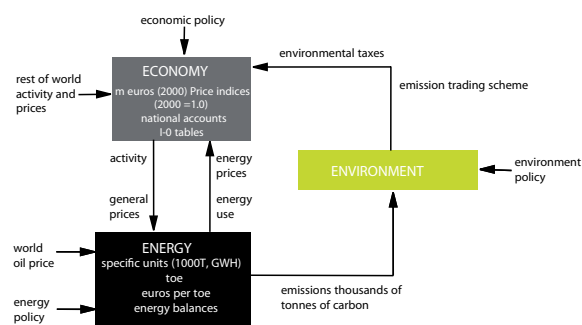 economic policy
environmental taxes
ECONOMY
m euros (2000) Price indices
(2000 =1.0)
national accounts
I-0 tables
rest of world
activity and
prices
emission trading scheme
activity
energy
prices
ENVIRONMENT
environment
policy
general
prices
energy
use
world
oil price
ENERGY
specific units (1000T, GWH)
toe
euros per toe
energy balances
energy
policy
emissions thousands of
tonnes of carbon